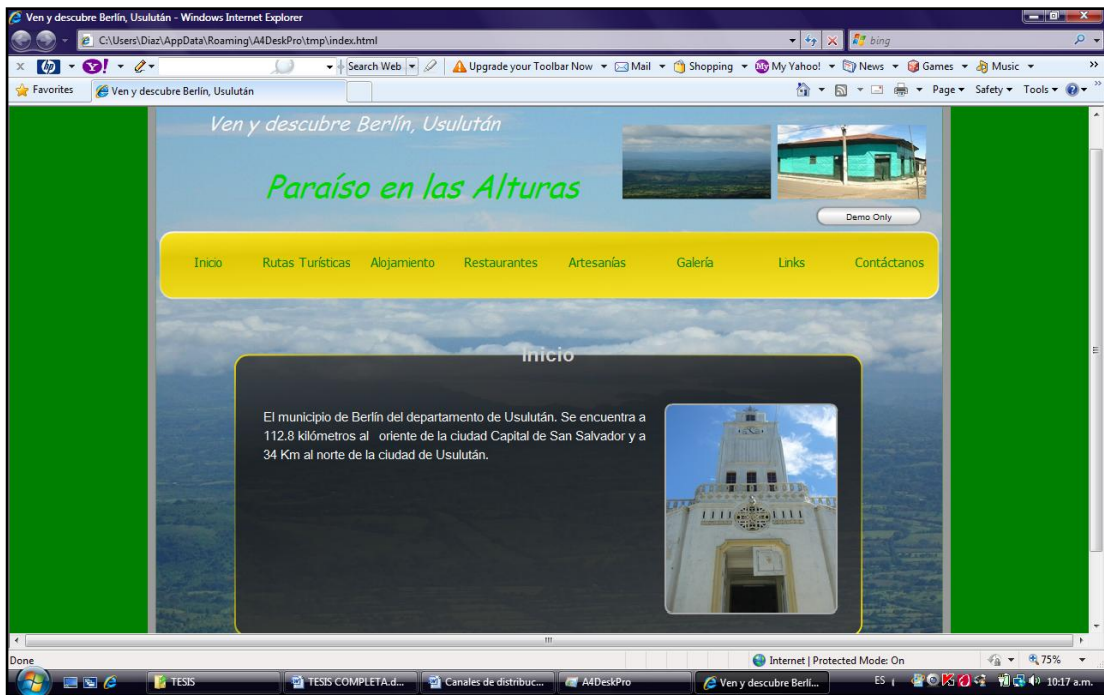 Ven y descubre Berlín, Usulután - Windows Internet Explorer
C:\Users\Diaz\AppData\Roaming\A4DeskPro\tmp\index.html
bing
hp
Y!
Search Web
Upgrade your Toolbar Now
Mail
Shopping
My Yahoo!
News
Games
Music
Favorites
Ven y descubre Berlín, Usulután
Page
Safety
Tools
Ven y descubre Berlín, Usulután
Paraíso en las Alturas
Demo Only
Inicio Rutas Turísticas Alojamiento Restaurantes Artesanías Galería Links Contáctanos
Inicio
El municipio de Berlín del departamento de Usulután. Se encuentra a
112.8 kilómetros al oriente de la ciudad Capital de San Salvador y a
34 Km al norte de la ciudad de Usulután.
Done
Internet | Protected Mode: On
75%
TESIS
TESIS COMPLETA.d...
Canales de distribuc...
A4DeskPro
Ven y descubre Berlí...
ES
10:17 a.m.